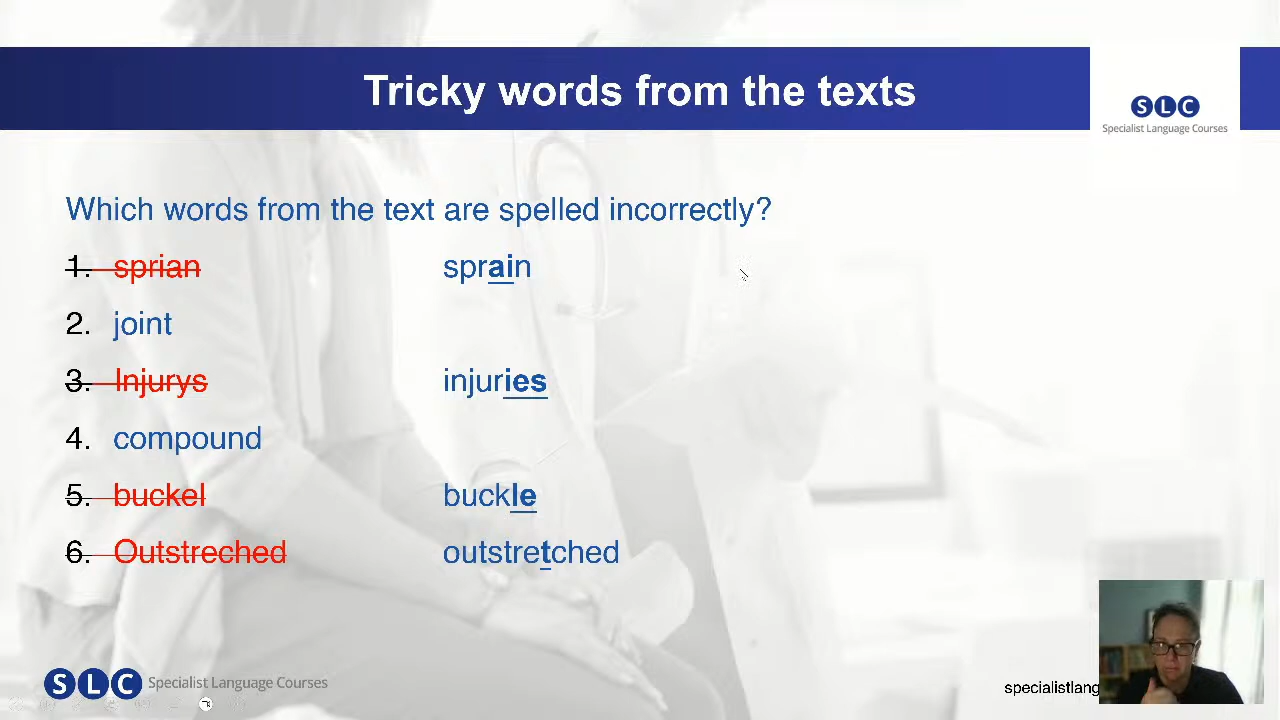 Tricky words from the texts
SLC
Specialist Language Courses
Which words from the text are spelled incorrectly?
1. sprian sprain
2. joint
3. Injurys injuries
4. compound
5. buckel buckle
6. Outstreched outstretched
SLC Specialist Language Courses
specialistlang